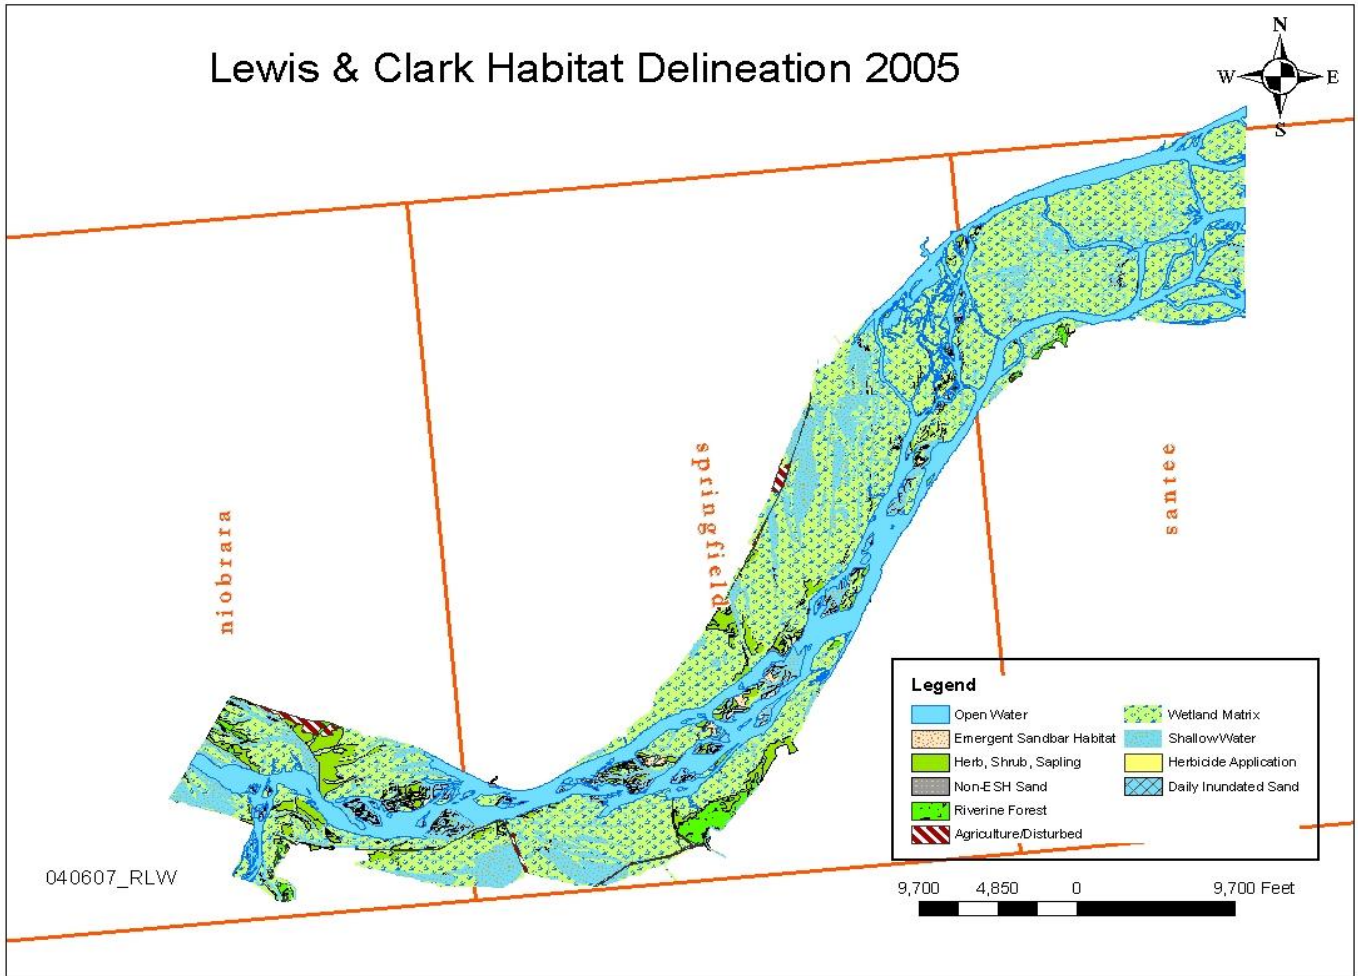 Lewis & Clark Habitat Delineation 2005
N
W E
S
niobrara
springfield
santee
Legend
Open Water
Emergent Sandbar Habitat
Herb, Shrub, Sapling
Non-ESH Sand
Riverine Forest
Agriculture/Disturbed
Wetland Matrix
Shallow Water
Herbicide Application
Daily Inundated Sand
040607_RLW
9,700 4,850 0 9,700 Feet